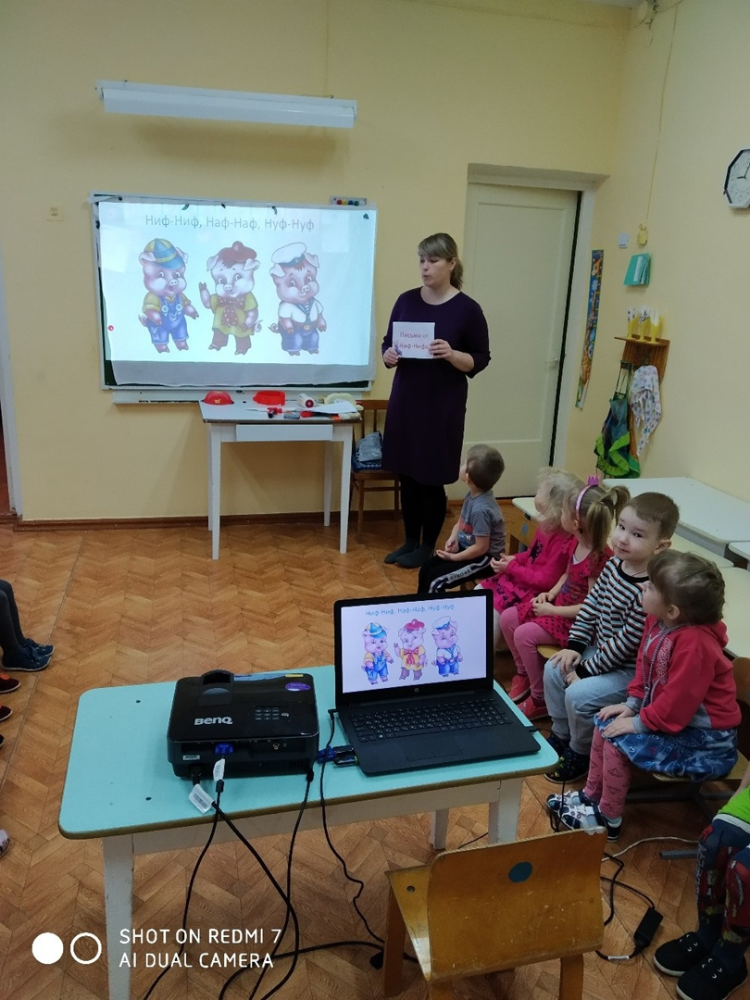 Ниф-Ниф, Наф-Наф, Нуф-Нуф
Письмо от
Ниф-Нифа
Ниф-Ниф, Наф-Наф, Нуф-Нуф
BENQ
SHOT ON REDMI 7
AI DUAL CAMERA